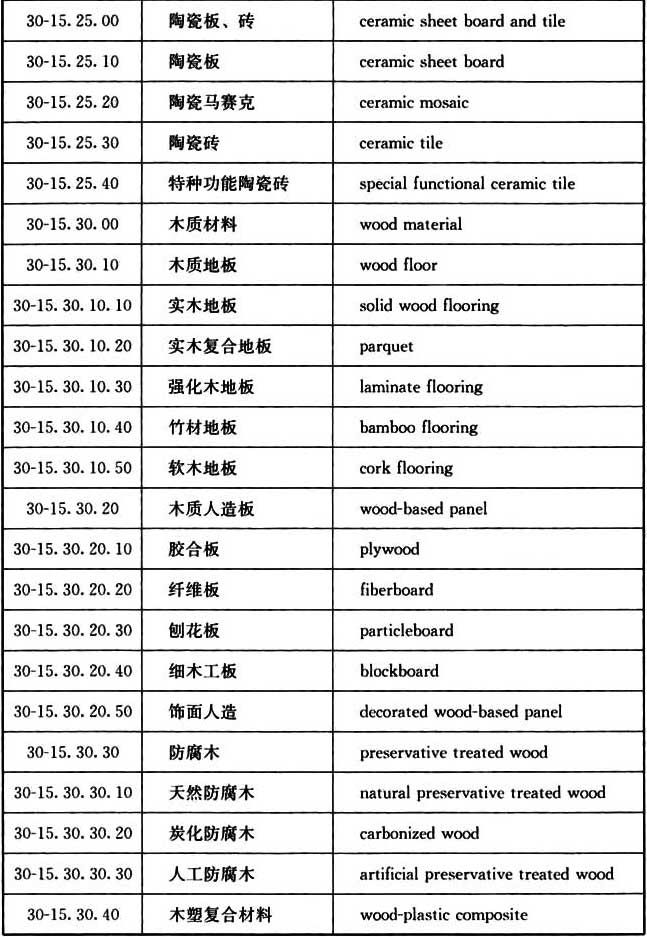 30-15.25.00 陶瓷板、砖 ceramic sheet board and tile
30-15.25.10 陶瓷板 ceramic sheet board
30-15.25.20 陶瓷马赛克 ceramic mosaic
30-15.25.30 陶瓷砖 ceramic tile
30-15.25.40 特种功能陶瓷砖 special functional ceramic tile
30-15.30.00 木质材料 wood material
30-15.30.10 木质地板 wood floor
30-15.30.10.10 实木地板 solid wood flooring
30-15.30.10.20 实木复合地板 parquet
30-15.30.10.30 强化木地板 laminate flooring
30-15.30.10.40 竹材地板 bamboo flooring
30-15.30.10.50 软木地板 cork flooring
30-15.30.20 木质人造板 wood-based panel
30-15.30.20.10 胶合板 plywood
30-15.30.20.20 纤维板 fiberboard
30-15.30.20.30 刨花板 particleboard
30-15.30.20.40 细木工板 blockboard
30-15.30.20.50 饰面人造 decorated wood-based panel
30-15.30.30 防腐木 preservative treated wood
30-15.30.30.10 天然防腐木 natural preservative treated wood
30-15.30.30.20 炭化防腐木 carbonized wood
30-15.30.30.30 人工防腐木 artificial preservative treated wood
30-15.30.40 木塑复合材料 wood-plastic composite